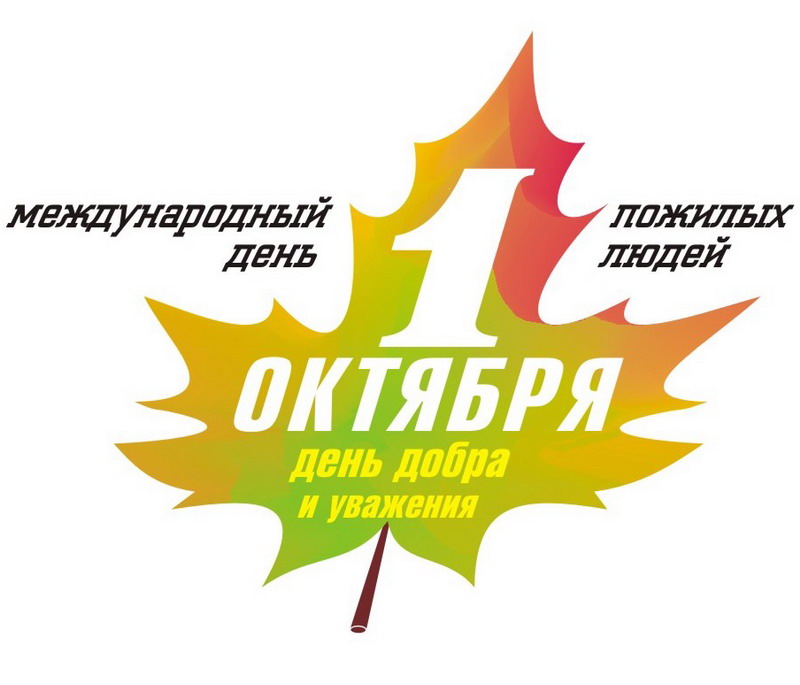 международный
день
пожилых
людей
1
ОКТЯБРЯ
день добра
и уважения